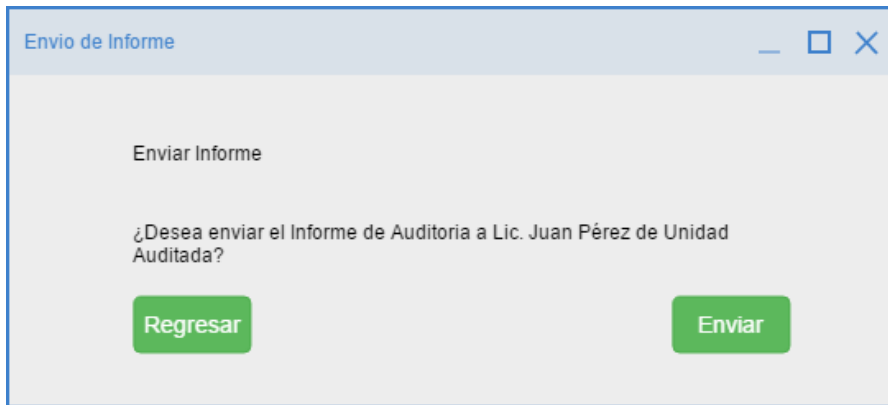 Envio de Informe
Enviar Informe
¿Desea enviar el Informe de Auditoria a Lic. Juan Pérez de Unidad
Auditada?
Regresar
Enviar